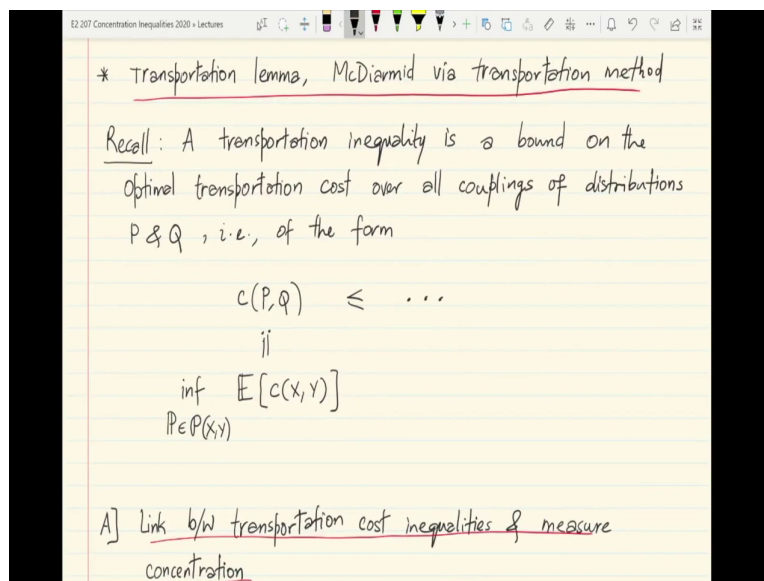 E2 207 Concentration Inequalities 2020 » Lectures
* Transportation lemma, McDiarmid via transportation method
Recall : A transportation inequality is a bound on the
optimal transportation cost over all couplings of distributions
P & Q , i.e., of the form
C(P,Q) ≤ ...
||
inf E[C(X,Y)]
P∈P(X,Y)
A] Link b/w transportation cost inequalities & measure
concentration